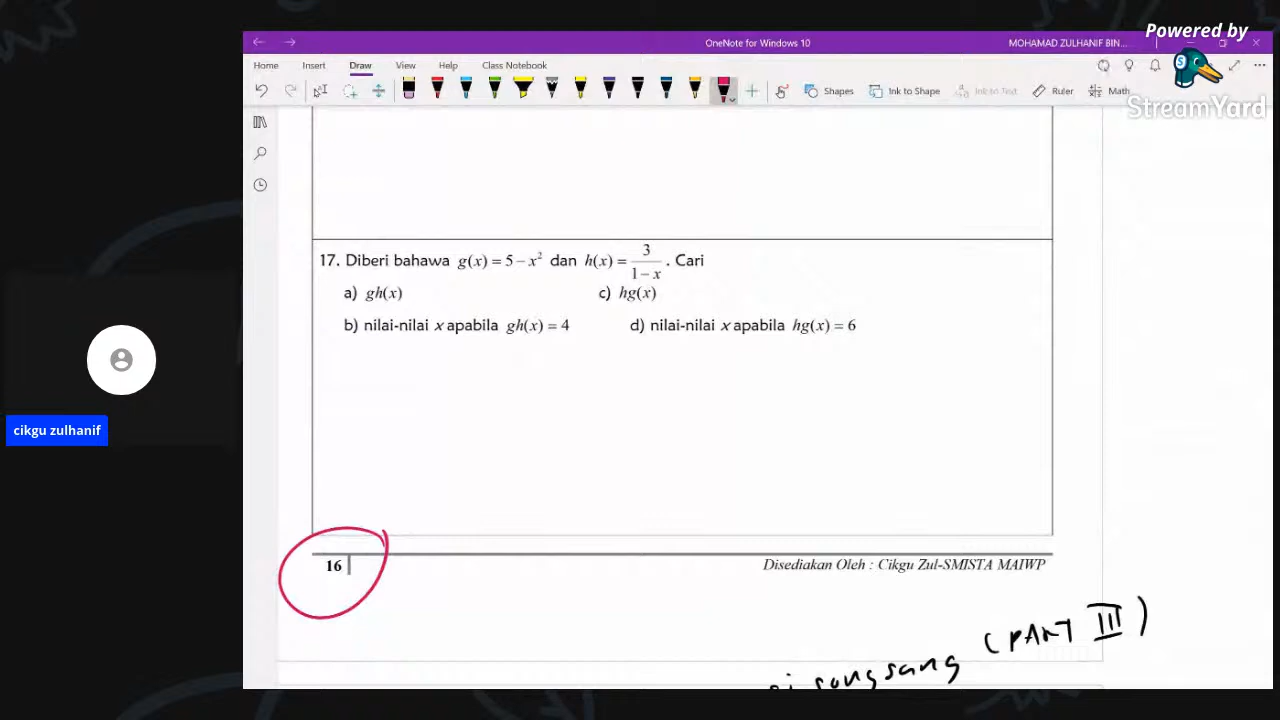 Powered by
StreamYard
OneNote for Windows 10
MOHAMAD ZULHANIF BIN...
Home Insert Draw View Help Class Notebook
Shapes Ink to Shape Ink to Text Ruler Math
17. Diberi bahawa g(x) = 5 − x² dan h(x) = 3/(1 − x) . Cari
a) gh(x) c) hg(x)
b) nilai-nilai x apabila gh(x) = 4 d) nilai-nilai x apabila hg(x) = 6
cikgu zulhanif
16 | Disediakan Oleh : Cikgu Zul-SMISTA MAIWP
songsang (PART III)